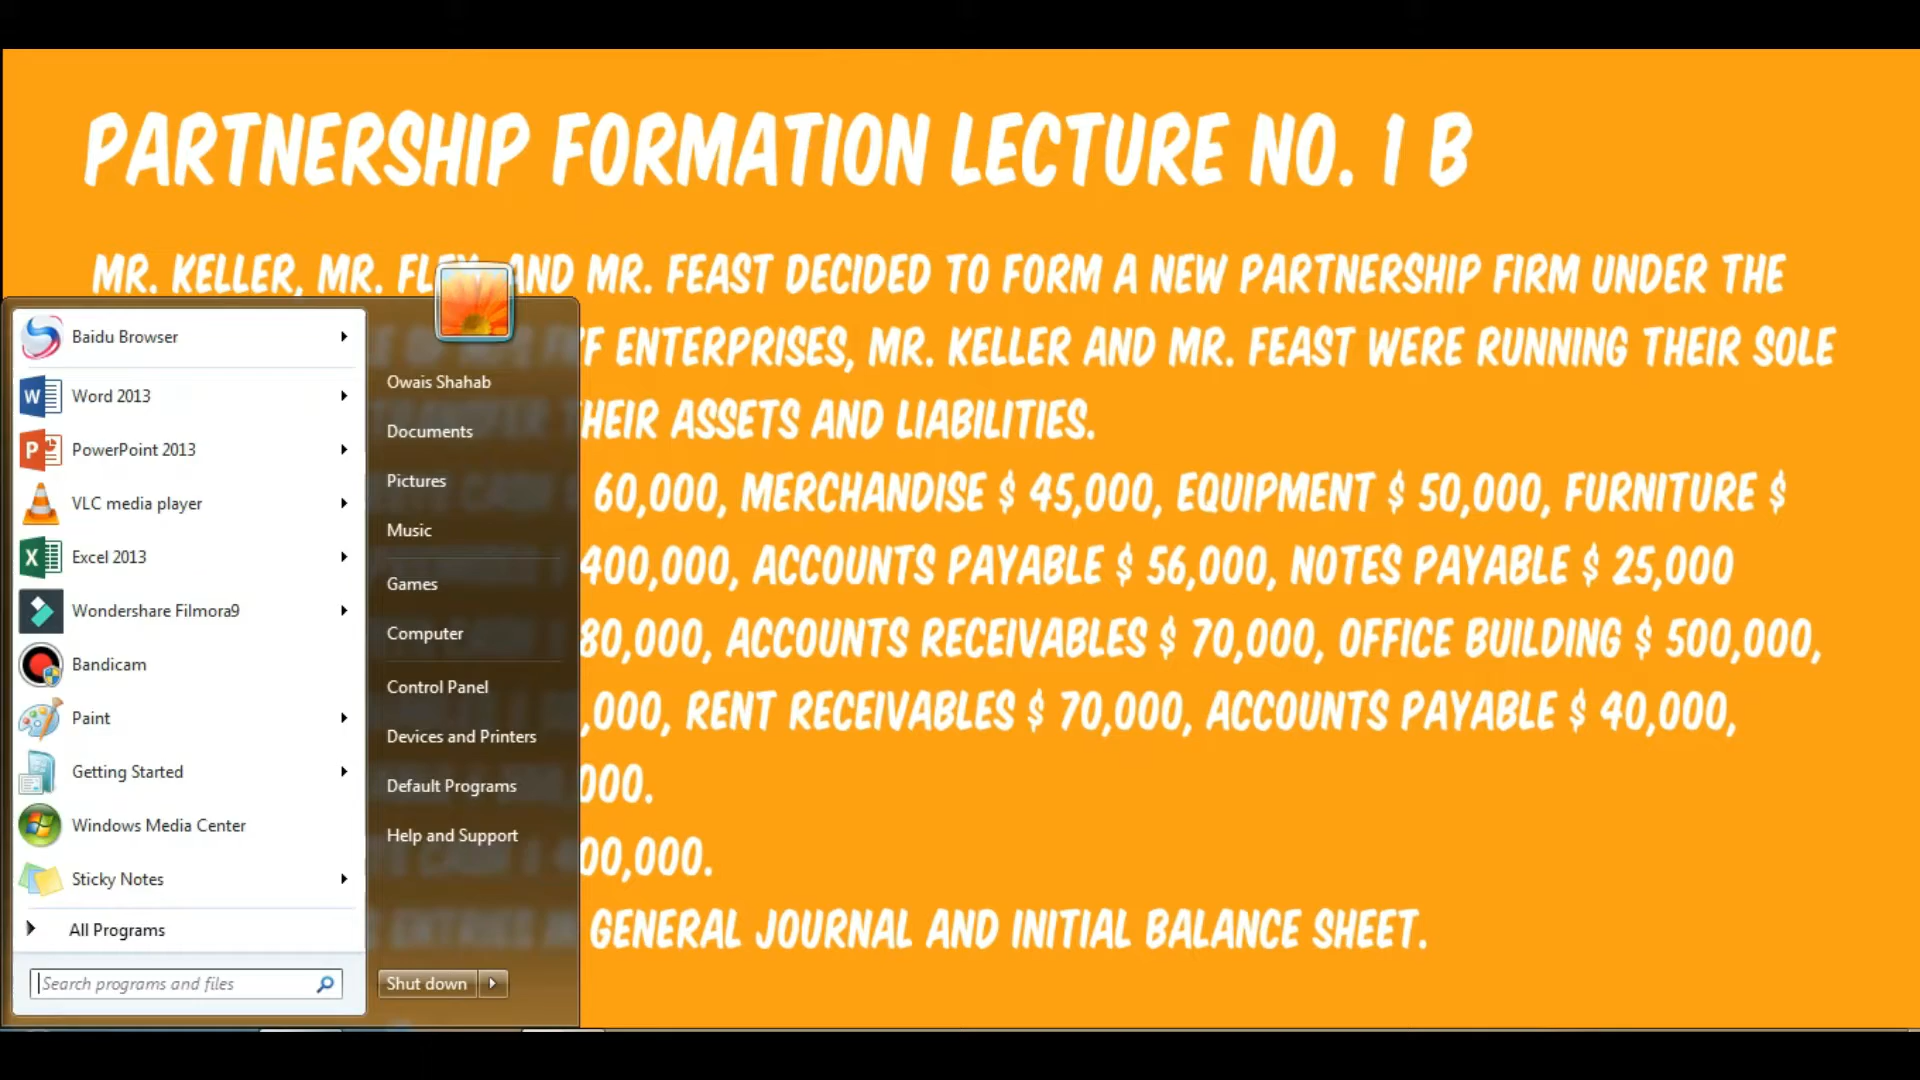 PARTNERSHIP FORMATION LECTURE NO. 1 B
MR. KELLER, MR. AND MR. FEAST DECIDED TO FORM A NEW PARTNERSHIP FIRM UNDER THE
ENTERPRISES, MR. KELLER AND MR. FEAST WERE RUNNING THEIR SOLE
THEIR ASSETS AND LIABILITIES.
60,000, MERCHANDISE $ 45,000, EQUIPMENT $ 50,000, FURNITURE $
400,000, ACCOUNTS PAYABLE $ 56,000, NOTES PAYABLE $ 25,000
80,000, ACCOUNTS RECEIVABLES $ 70,000, OFFICE BUILDING $ 500,000,
,000, RENT RECEIVABLES $ 70,000, ACCOUNTS PAYABLE $ 40,000,
000.
00,000.
GENERAL JOURNAL AND INITIAL BALANCE SHEET.
Baidu Browser
Word 2013
PowerPoint 2013
VLC media player
Excel 2013
Wondershare Filmora9
Bandicam
Paint
Getting Started
Windows Media Center
Sticky Notes
All Programs
Search programs and files
Owais Shahab
Documents
Pictures
Music
Games
Computer
Control Panel
Devices and Printers
Default Programs
Help and Support
Shut down